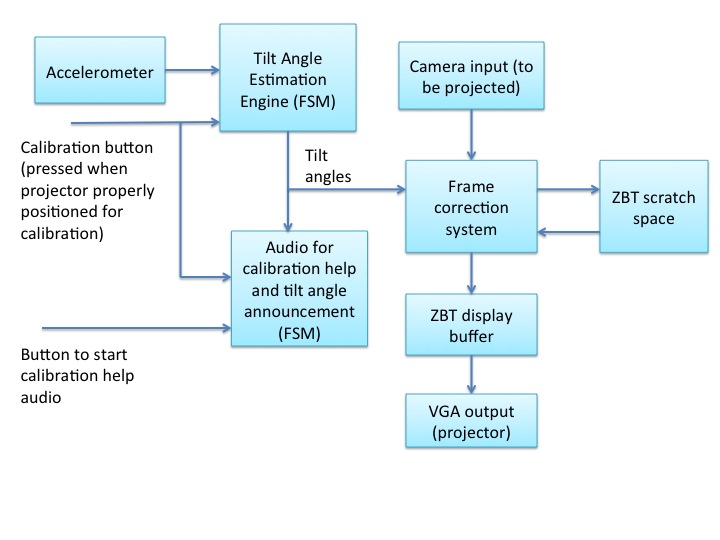 Accelerometer
Tilt Angle
Estimation
Engine (FSM)
Camera input (to
be projected)
Calibration button
(pressed when
projector properly
positioned for
calibration)
Tilt
angles
Frame
correction
system
ZBT scratch
space
Audio for
calibration help
and tilt angle
announcement
(FSM)
ZBT display
buffer
Button to start
calibration help
audio
VGA output
(projector)